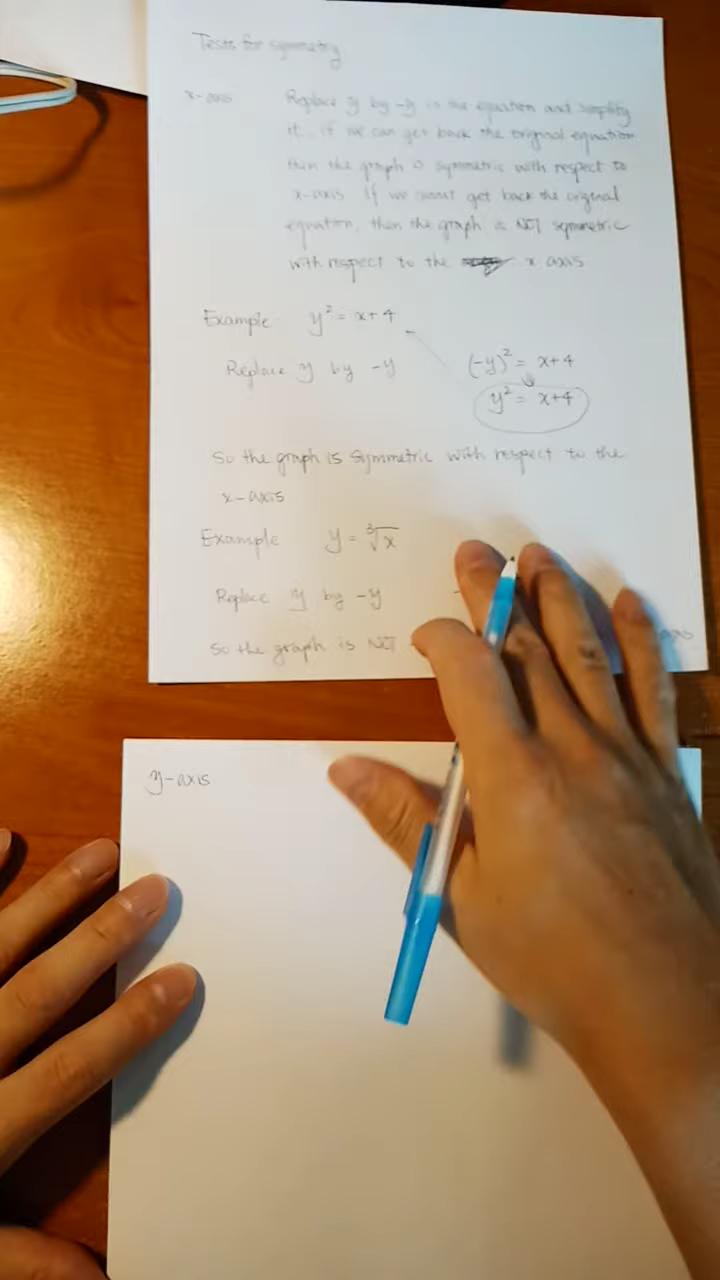 Tests for symmetry
x-axis Replace y by -y in the equation and simplify
it. If we can get back the original equation
then the graph is symmetric with respect to
x-axis If we cannot get back the original
equation, then the graph is NOT symmetric
with respect to the x axis
Example y² = x+4
Replace y by -y (-y)² = x+4
y² = x+4
So the graph is symmetric with respect to the
x-axis
Example y = ∛x
Replace y by -y
So the graph is NOT
y-axis